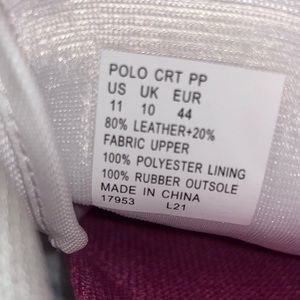 POLO CRT PP
US UK EUR
11 10 44
80% LEATHER+20%
FABRIC UPPER
100% POLYESTER LINING
100% RUBBER OUTSOLE
MADE IN CHINA
17953 L21